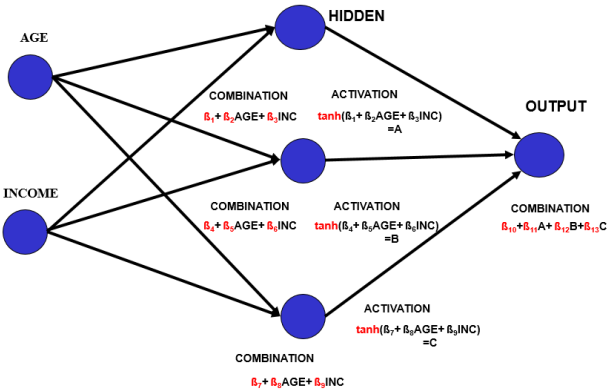 HIDDEN
AGE
COMBINATION
ß1+ ß2AGE+ ß3INC
ACTIVATION
tanh(ß1+ ß2AGE+ ß3INC)
=A
OUTPUT
INCOME
COMBINATION
ß4+ ß5AGE+ ß6INC
ACTIVATION
tanh(ß4+ ß5AGE+ ß6INC)
=B
COMBINATION
ß10+ß11A+ ß12B+ß13C
ACTIVATION
tanh(ß7+ ß8AGE+ ß9INC)
=C
COMBINATION
ß7+ ß8AGE+ ß9INC